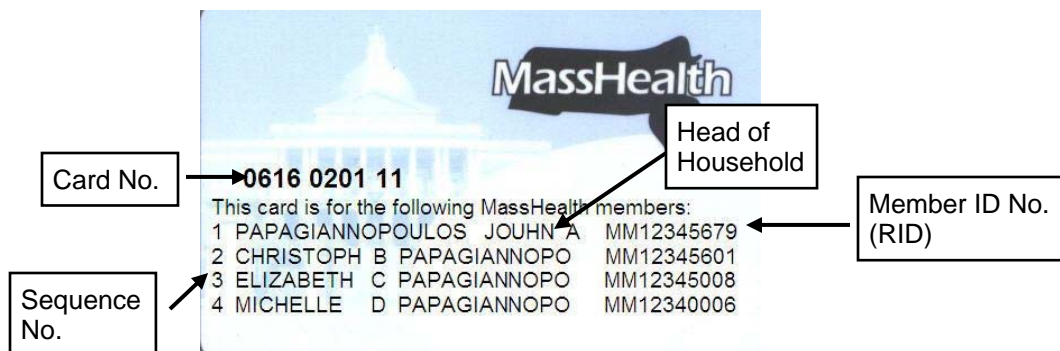 MassHealth
Head of
Household
Card No.
0616 0201 11
This card is for the following MassHealth members:
Member ID No.
(RID)
1 PAPAGIANNOPOULOS JOUHN A MM12345679
2 CHRISTOPH B PAPAGIANNOPO MM12345601
3 ELIZABETH C PAPAGIANNOPO MM12345008
4 MICHELLE D PAPAGIANNOPO MM12340006
Sequence
No.